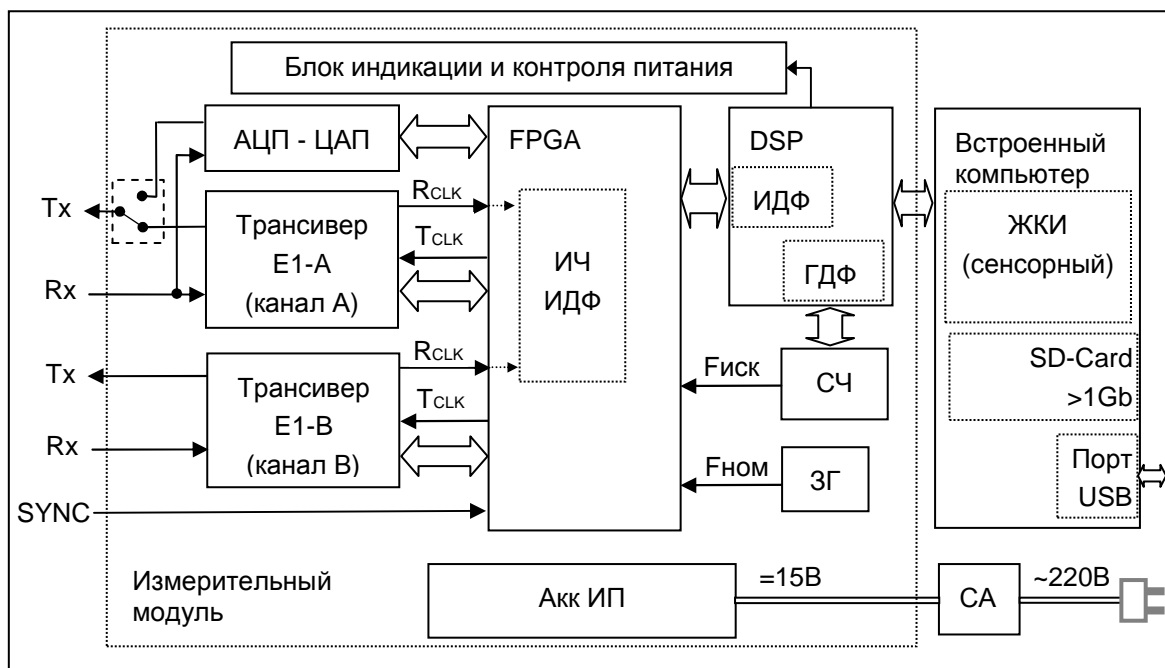 Блок индикации и контроля питания
АЦП - ЦАП
FPGA
DSP
Встроенный
компьютер
ИДФ
ЖКИ
(сенсорный)
Tx
Трансивер
E1-A
(канал А)
RCLK
TCLK
ИЧ
ИДФ
ГДФ
Rx
SD-Card
>1Gb
Tx
Трансивер
E1-B
(канал В)
RCLK
TCLK
Fиск
СЧ
Rx
Fном
ЗГ
Порт
USB
SYNC
Измерительный
модуль
Акк ИП
=15В
СА
~220В